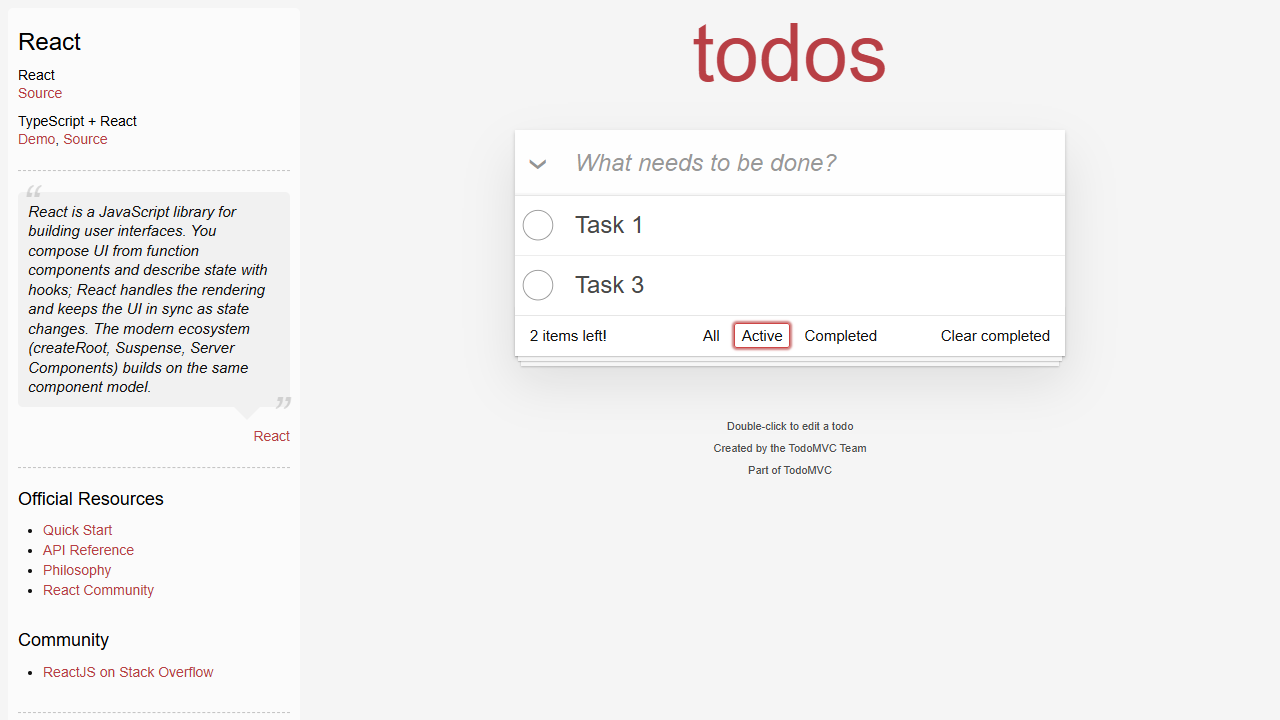 React
React
Source
TypeScript + React
Demo, Source
“
React is a JavaScript library for
building user interfaces. You
compose UI from function
components and describe state with
hooks; React handles the rendering
and keeps the UI in sync as state
changes. The modern ecosystem
(createRoot, Suspense, Server
Components) builds on the same
component model.
”
React
Official Resources
Quick Start
API Reference
Philosophy
React Community
Community
ReactJS on Stack Overflow
todos
What needs to be done?
Task 1
Task 3
2 items left!
All Active Completed
Clear completed
Double-click to edit a todo
Created by the TodoMVC Team
Part of TodoMVC